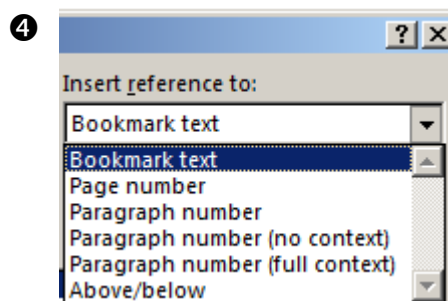 ❹
? X
Insert reference to:
Bookmark text
Bookmark text
Page number
Paragraph number
Paragraph number (no context)
Paragraph number (full context)
Above/below